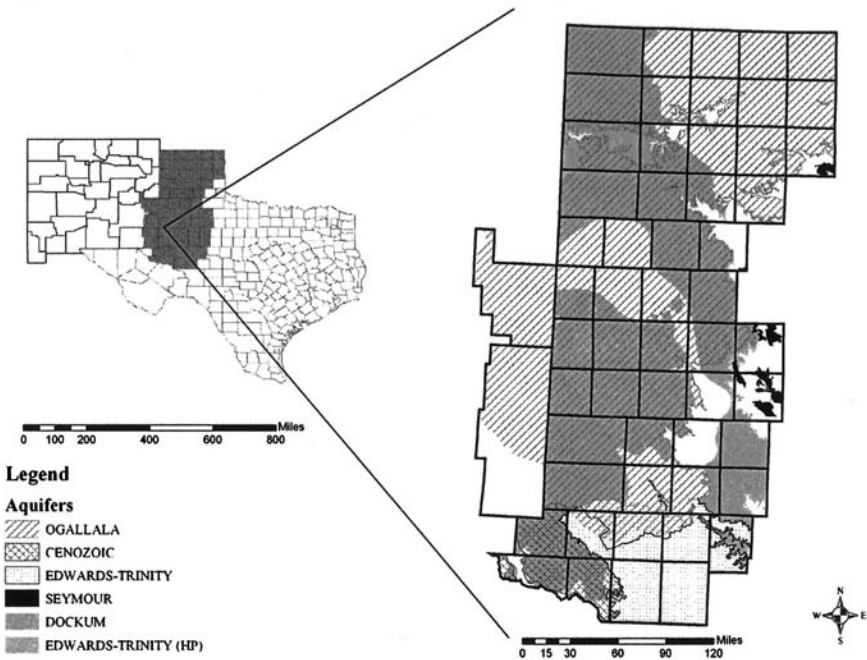 0 100 200 400 600 800 Miles
Legend
Aquifers
OGALLALA
CENOZOIC
EDWARDS-TRINITY
SEYMOUR
DOCKUM
EDWARDS-TRINITY (HP)
N
W E
S
0 15 30 60 90 120 Miles